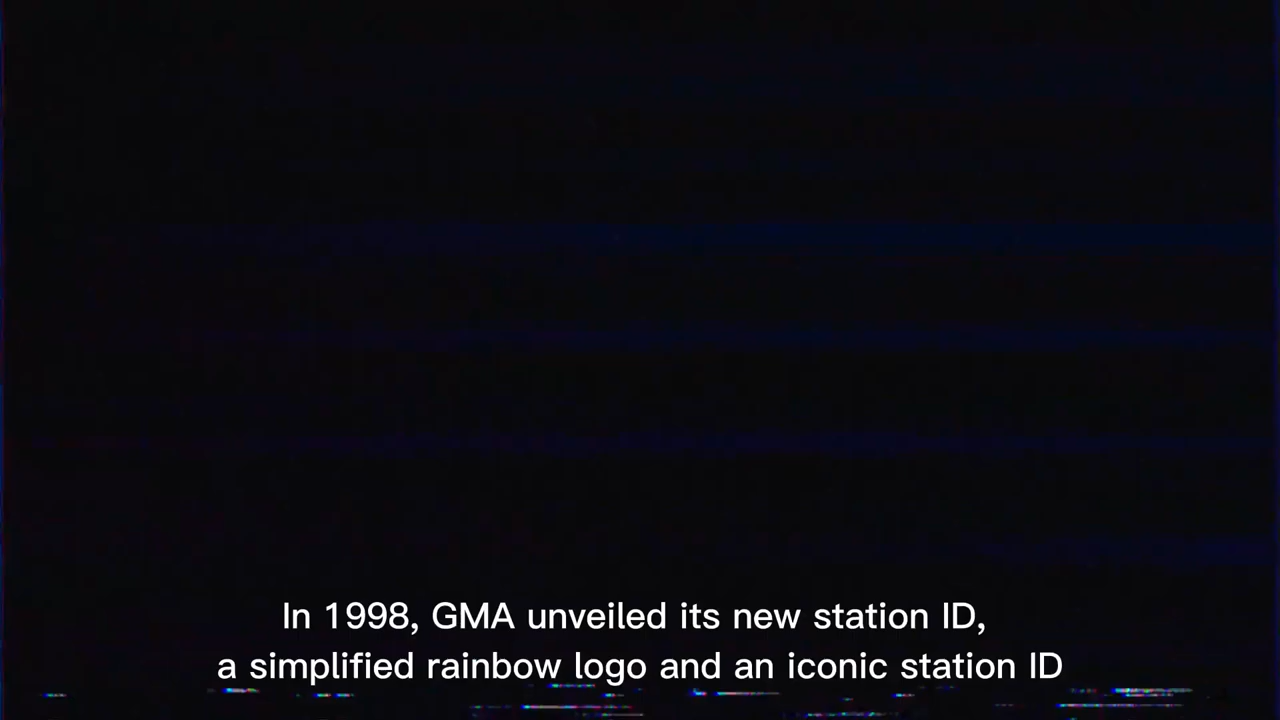 In 1998, GMA unveiled its new station ID,
a simplified rainbow logo and an iconic station ID